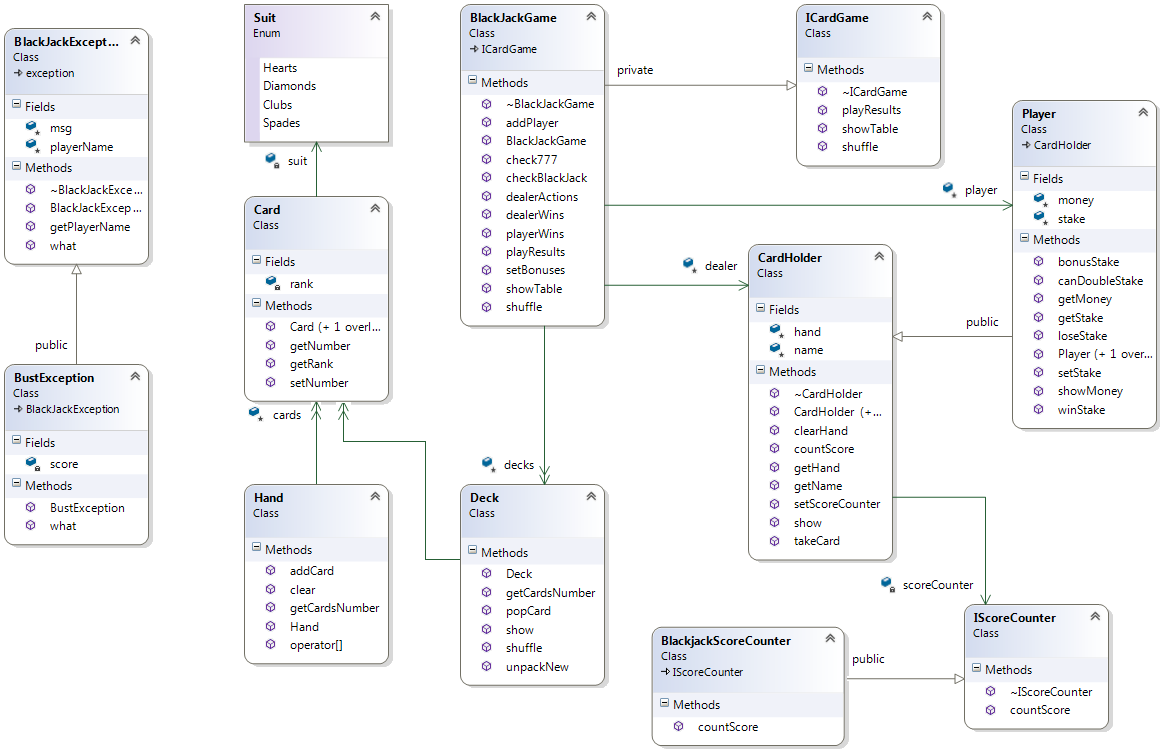 BlackJackExcept...
Class
exception
Fields
msg
playerName
Methods
~BlackJackExce...
BlackJackExcep...
getPlayerName
what
public
BustException
Class
BlackJackException
Fields
score
Methods
BustException
what
Suit
Enum
Hearts
Diamonds
Clubs
Spades
suit
Card
Class
Fields
rank
Methods
Card (+ 1 overl...
getNumber
getRank
setNumber
cards
Hand
Class
Methods
addCard
clear
getCardsNumber
Hand
operator[]
BlackJackGame
Class
ICardGame
Methods
~BlackJackGame
addPlayer
BlackJackGame
check777
checkBlackJack
dealerActions
dealerWins
playerWins
playResults
setBonuses
showTable
shuffle
decks
Deck
Class
Methods
Deck
getCardsNumber
popCard
show
shuffle
unpackNew
private
ICardGame
Class
Methods
~ICardGame
playResults
showTable
shuffle
player
dealer
CardHolder
Class
Fields
hand
name
Methods
~CardHolder
CardHolder (+...
clearHand
countScore
getHand
getName
setScoreCounter
show
takeCard
public
Player
Class
CardHolder
Fields
money
stake
Methods
bonusStake
canDoubleStake
getMoney
getStake
loseStake
Player (+ 1 over...
setStake
showMoney
winStake
scoreCounter
BlackjackScoreCounter
Class
IScoreCounter
Methods
countScore
public
IScoreCounter
Class
Methods
~IScoreCounter
countScore